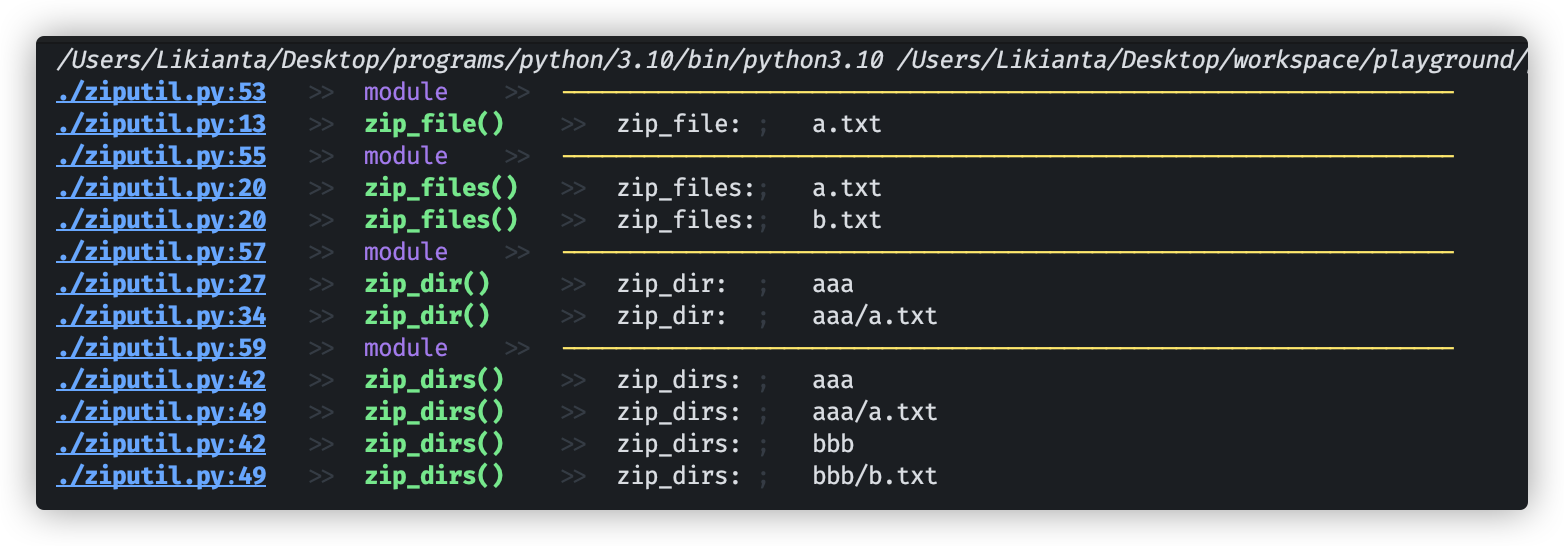 /Users/Likianta/Desktop/programs/python/3.10/bin/python3.10 /Users/Likianta/Desktop/workspace/playground/
./ziputil.py:53 >> module >> ————————————————————————————————
./ziputil.py:13 >> zip_file() >> zip_file: ; a.txt
./ziputil.py:55 >> module >> ————————————————————————————————
./ziputil.py:20 >> zip_files() >> zip_files:; a.txt
./ziputil.py:20 >> zip_files() >> zip_files:; b.txt
./ziputil.py:57 >> module >> ————————————————————————————————
./ziputil.py:27 >> zip_dir() >> zip_dir: ; aaa
./ziputil.py:34 >> zip_dir() >> zip_dir: ; aaa/a.txt
./ziputil.py:59 >> module >> ————————————————————————————————
./ziputil.py:42 >> zip_dirs() >> zip_dirs: ; aaa
./ziputil.py:49 >> zip_dirs() >> zip_dirs: ; aaa/a.txt
./ziputil.py:42 >> zip_dirs() >> zip_dirs: ; bbb
./ziputil.py:49 >> zip_dirs() >> zip_dirs: ; bbb/b.txt